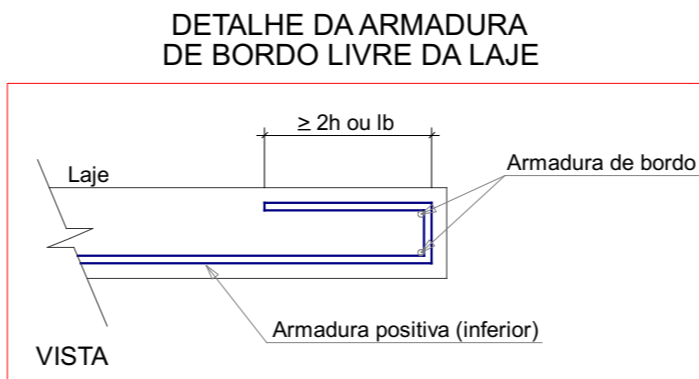 DETALHE DA ARMADURA
DE BORDO LIVRE DA LAJE
≥ 2h ou lb
Armadura de bordo
Laje
Armadura positiva (inferior)
VISTA